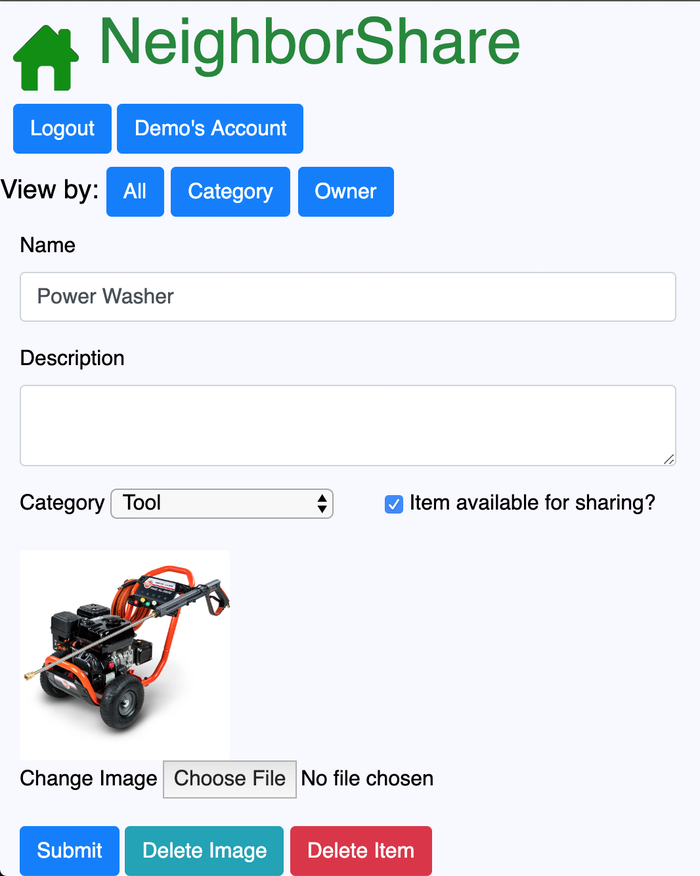 NeighborShare
Logout Demo's Account
View by: All Category Owner
Name
Power Washer
Description
Category Tool Item available for sharing?
Change Image Choose File No file chosen
Submit Delete Image Delete Item